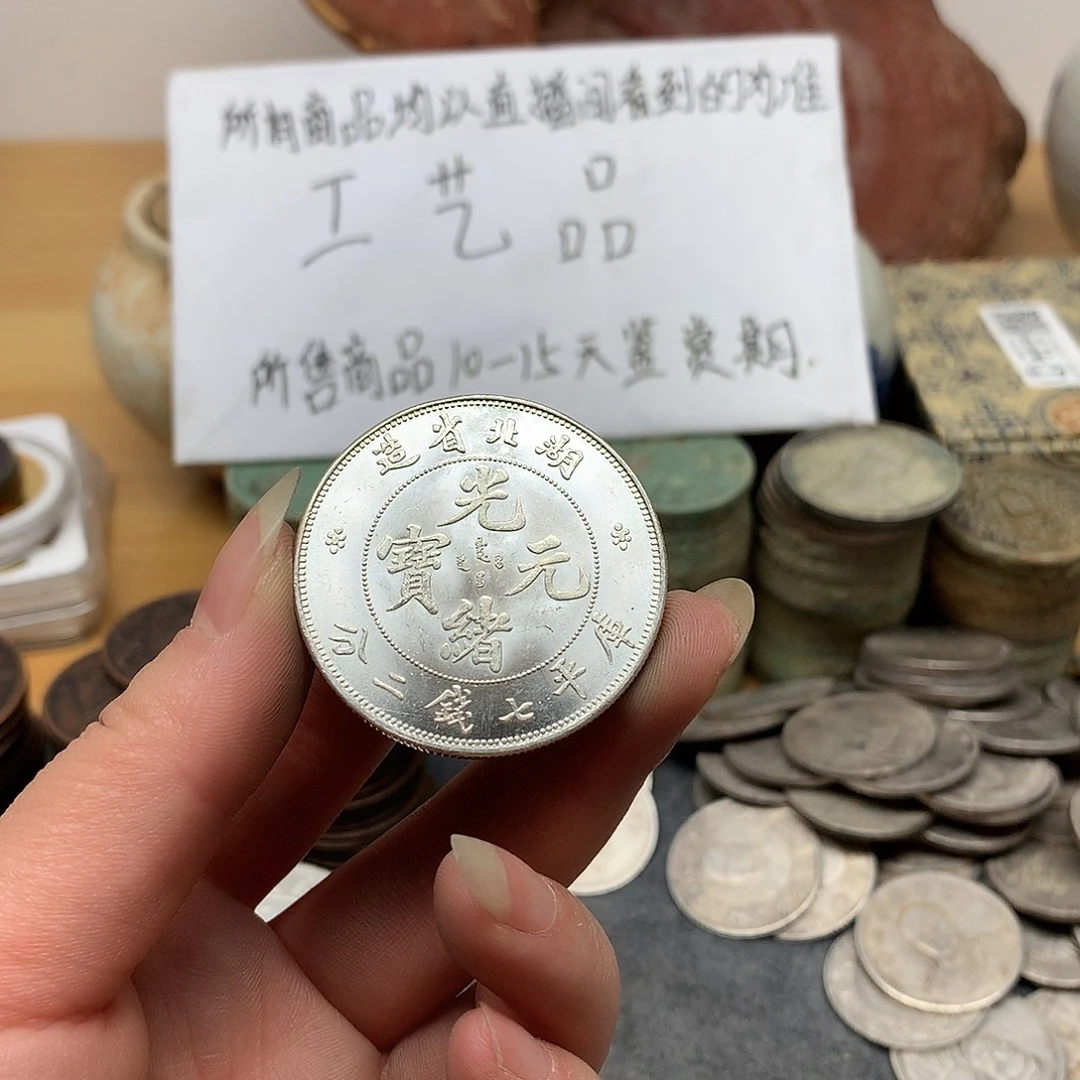 所有商品均以直播间看到的为准
工艺品
所售商品10-15天鉴赏期.
湖北省造
光緒元寶
庫平七錢二分